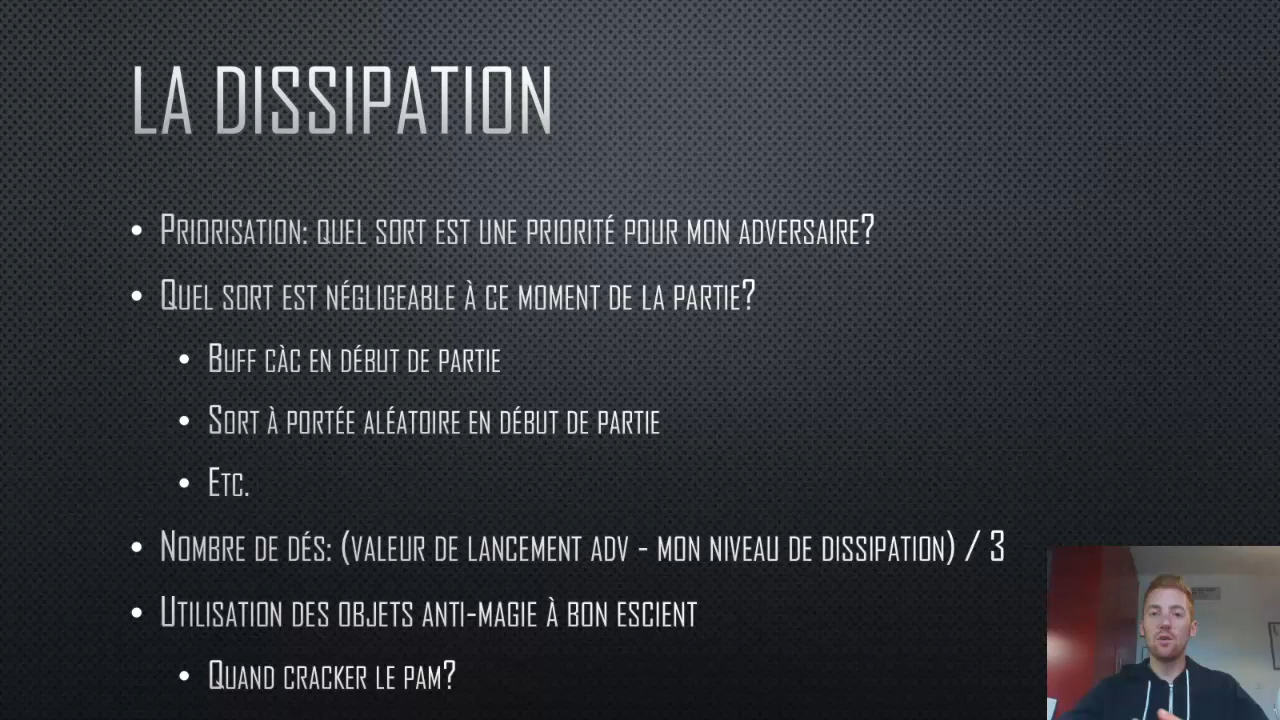 LA DISSIPATION
• PRIORISATION: QUEL SORT EST UNE PRIORITÉ POUR MON ADVERSAIRE?
• QUEL SORT EST NÉGLIGEABLE À CE MOMENT DE LA PARTIE?
• BUFF CÀC EN DÉBUT DE PARTIE
• SORT À PORTÉE ALÉATOIRE EN DÉBUT DE PARTIE
• ETC.
• NOMBRE DE DÉS: (VALEUR DE LANCEMENT ADV - MON NIVEAU DE DISSIPATION) / 3
• UTILISATION DES OBJETS ANTI-MAGIE À BON ESCIENT
• QUAND CRACKER LE PAM?